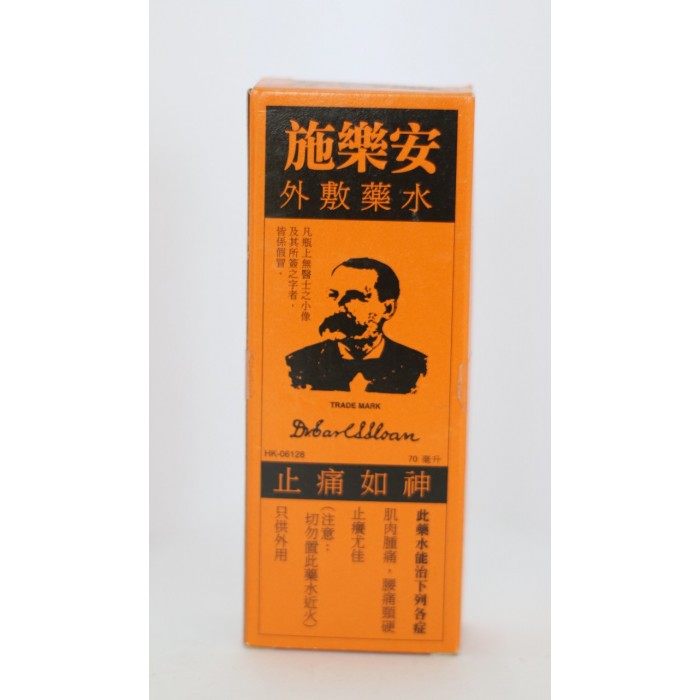 施樂安
外敷藥水
凡瓶上無醫士之小像
及其所簽之字者，
皆係假冒。
TRADE MARK
Dr Earl S Sloan
HK-06128
70 毫升
止痛如神
此藥水能治下列各症
肌肉腫痛，腰痛頸硬
止癢尤佳
(注意：
切勿置此藥水近火)
只供外用